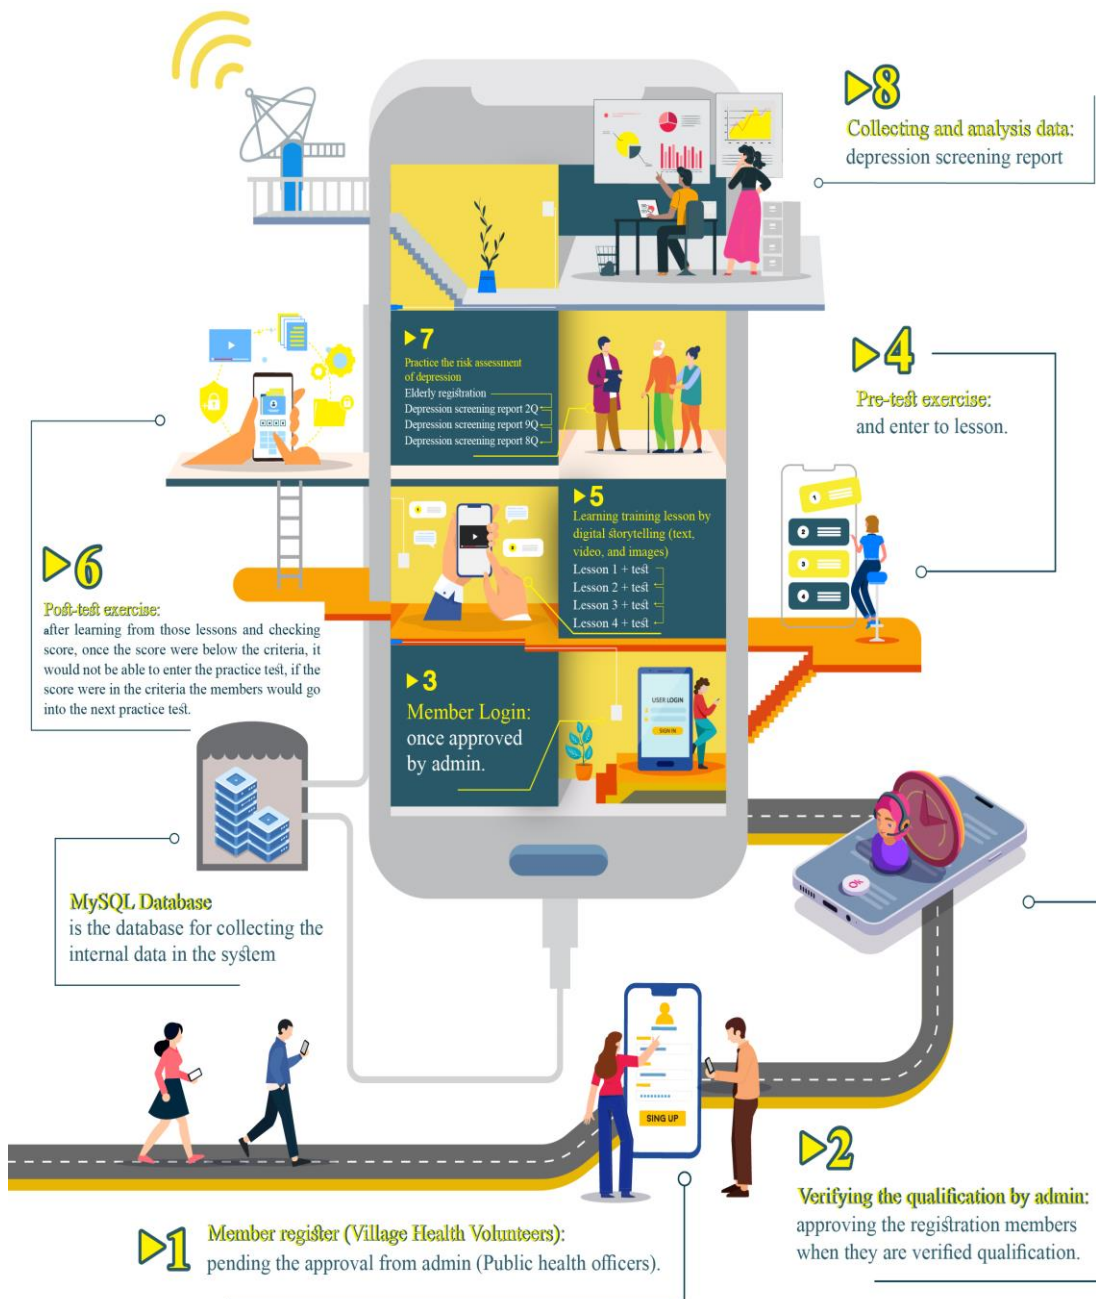 8
Collecting and analysis data:
depression screening report
7
Practice the risk assessment
of depression
Elderly registration
Depression screening report 2Q
Depression screening report 9Q
Depression screening report 8Q
4
Pre-test exercise:
and enter to lesson.
1
2
3
4
5
Learning training lesson by
digital storytelling (text,
video, and images)
Lesson 1 + test
Lesson 2 + test
Lesson 3 + test
Lesson 4 + test
6
Post-test exercise:
after learning from those lessons and checking
score, once the score were below the criteria, it
would not be able to enter the practice test, if the
score were in the criteria the members would go
into the next practice test.
3
Member Login:
once approved
by admin.
USER LOGIN
SIGN IN
MySQL Database
is the database for collecting the
internal data in the system
OK
SING UP
2
Verifying the qualification by admin:
approving the registration members
when they are verified qualification.
1
Member register (Village Health Volunteers):
pending the approval from admin (Public health officers).